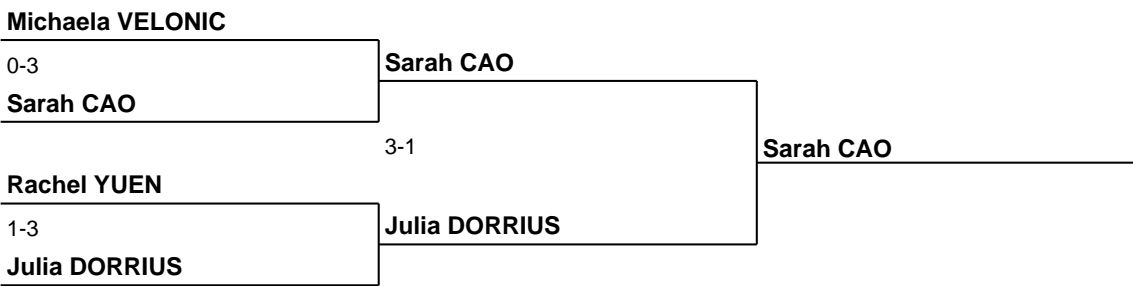 Michaela VELONIC
0-3
Sarah CAO
Sarah CAO
3-1
Sarah CAO
Rachel YUEN
1-3
Julia DORRIUS
Julia DORRIUS